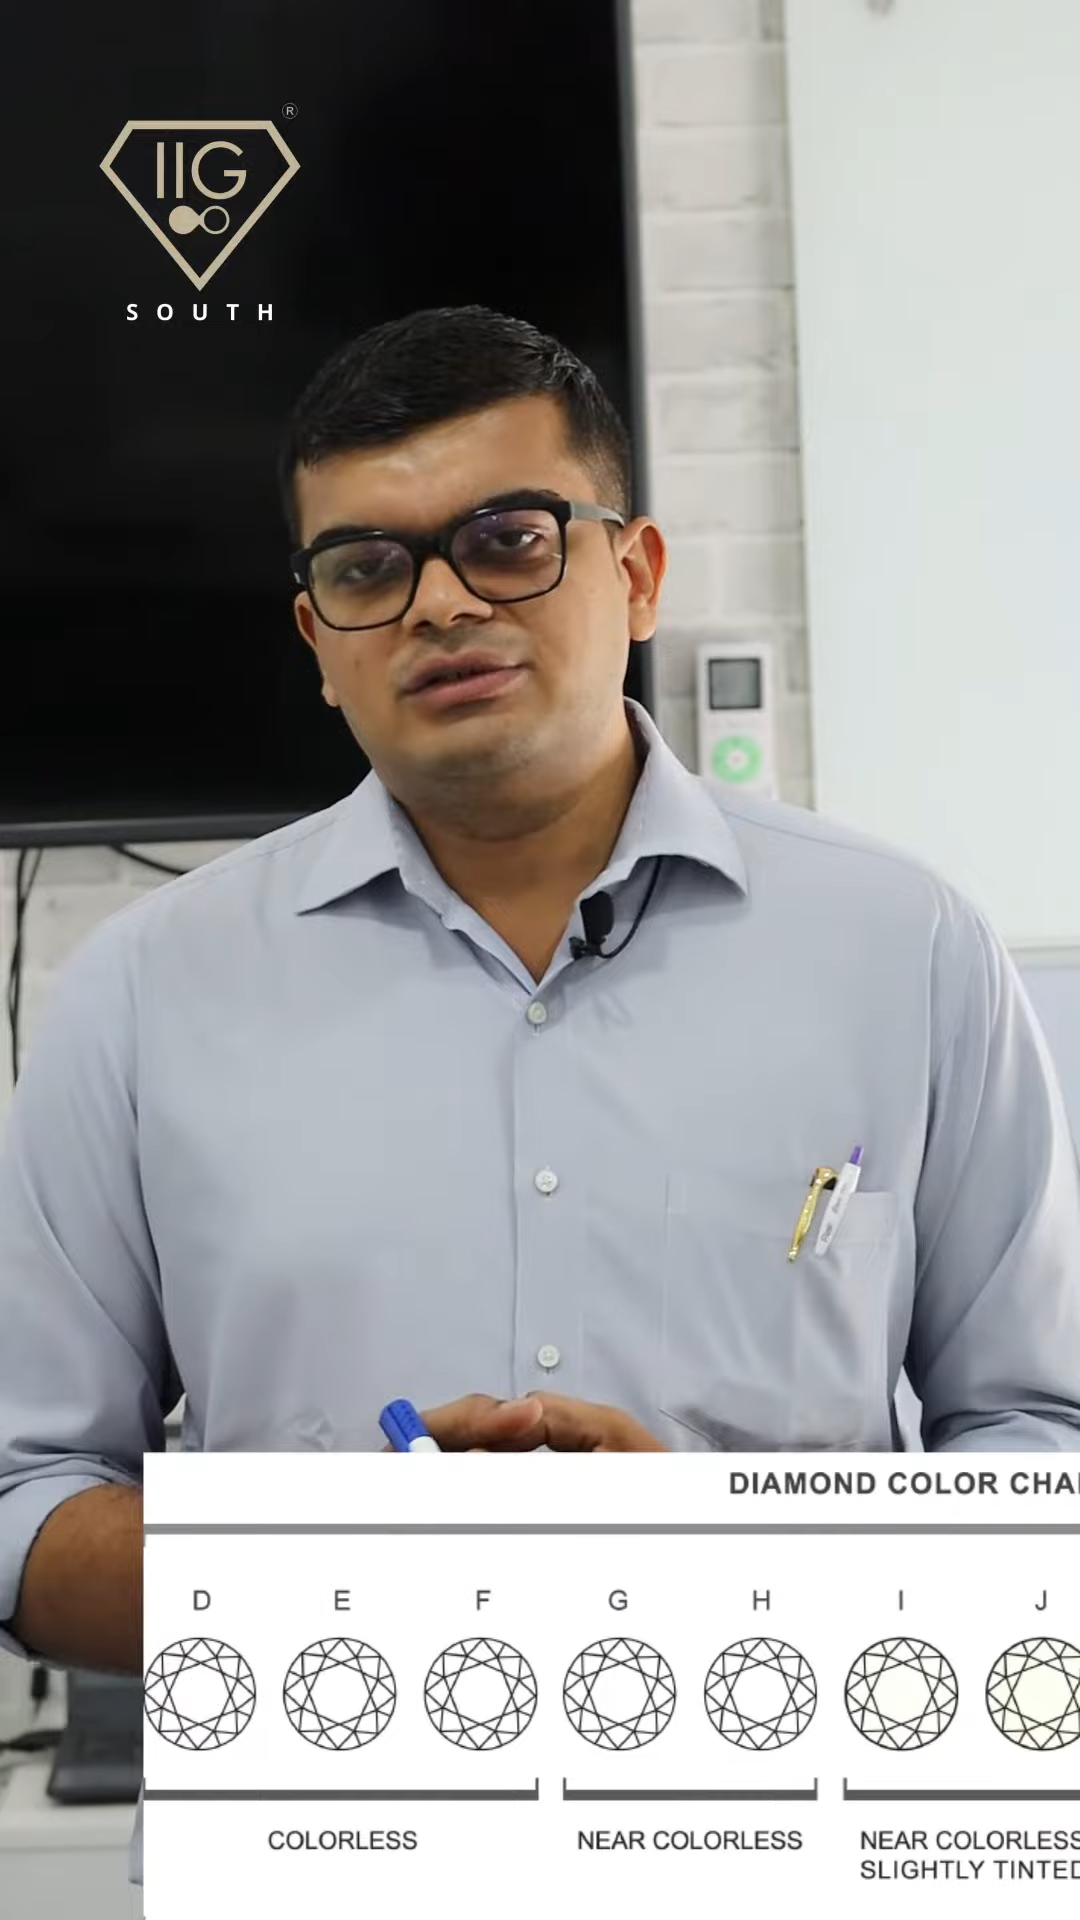 ®
IIG
SOUTH
DIAMOND COLOR CHA
D E F G H I J
COLORLESS NEAR COLORLESS NEAR COLORLESS
SLIGHTLY TINTED